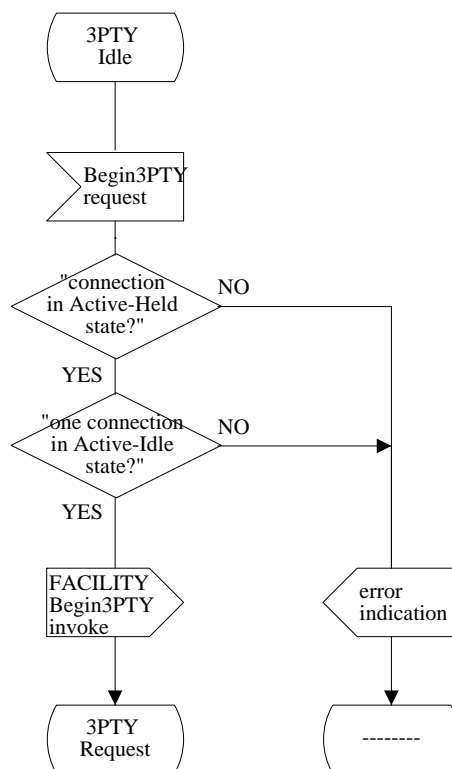 3PTY
Idle
Begin3PTY
request
"connection
in Active-Held
state?"
NO
YES
"one connection
in Active-Idle
state?"
NO
YES
FACILITY
Begin3PTY
invoke
error
indication
3PTY
Request
--------